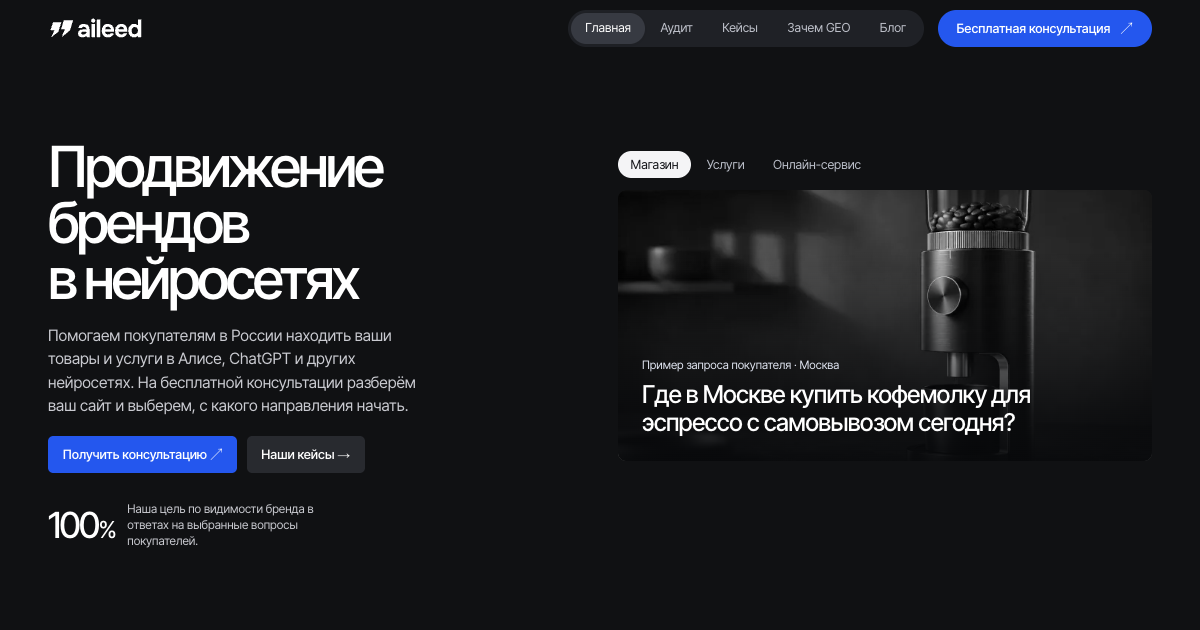 aileed
Главная
Аудит
Кейсы
Зачем GEO
Блог
Бесплатная консультация ↗
Продвижение
брендов
в нейросетях
Помогаем покупателям в России находить ваши
товары и услуги в Алисе, ChatGPT и других
нейросетях. На бесплатной консультации разберём
ваш сайт и выберем, с какого направления начать.
Получить консультацию ↗
Наши кейсы →
100%
Наша цель по видимости бренда в
ответах на выбранные вопросы
покупателей.
Магазин
Услуги
Онлайн-сервис
Пример запроса покупателя · Москва
Где в Москве купить кофемолку для
эспрессо с самовывозом сегодня?